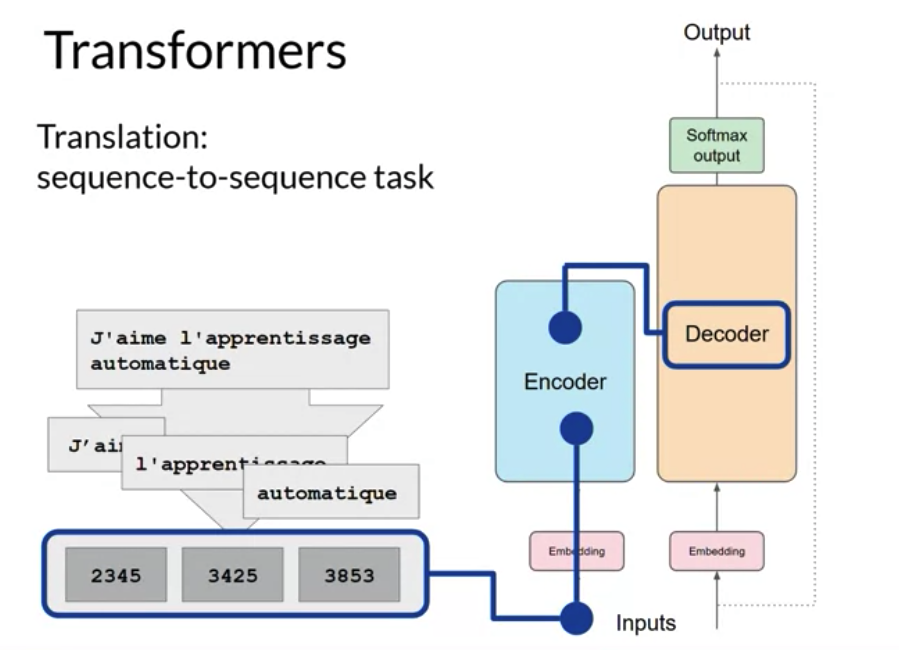 Transformers
Translation:
sequence-to-sequence task
J'aime l'apprentissage
automatique
J'ai
l'apprentissage
automatique
2345 3425 3853
Output
Softmax
output
Decoder
Encoder
Embedding
Embedding
Inputs